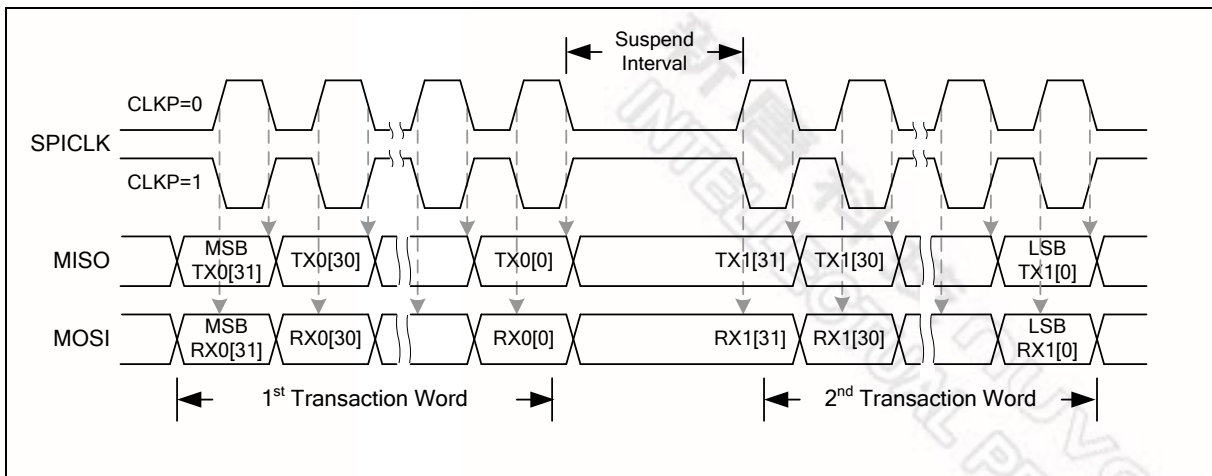 Suspend
Interval
CLKP=0
SPICLK
CLKP=1
MISO
MSB
TX0[31]
TX0[30]
TX0[0]
TX1[31]
TX1[30]
LSB
TX1[0]
MOSI
MSB
RX0[31]
RX0[30]
RX0[0]
RX1[31]
RX1[30]
LSB
RX1[0]
1st Transaction Word
2nd Transaction Word